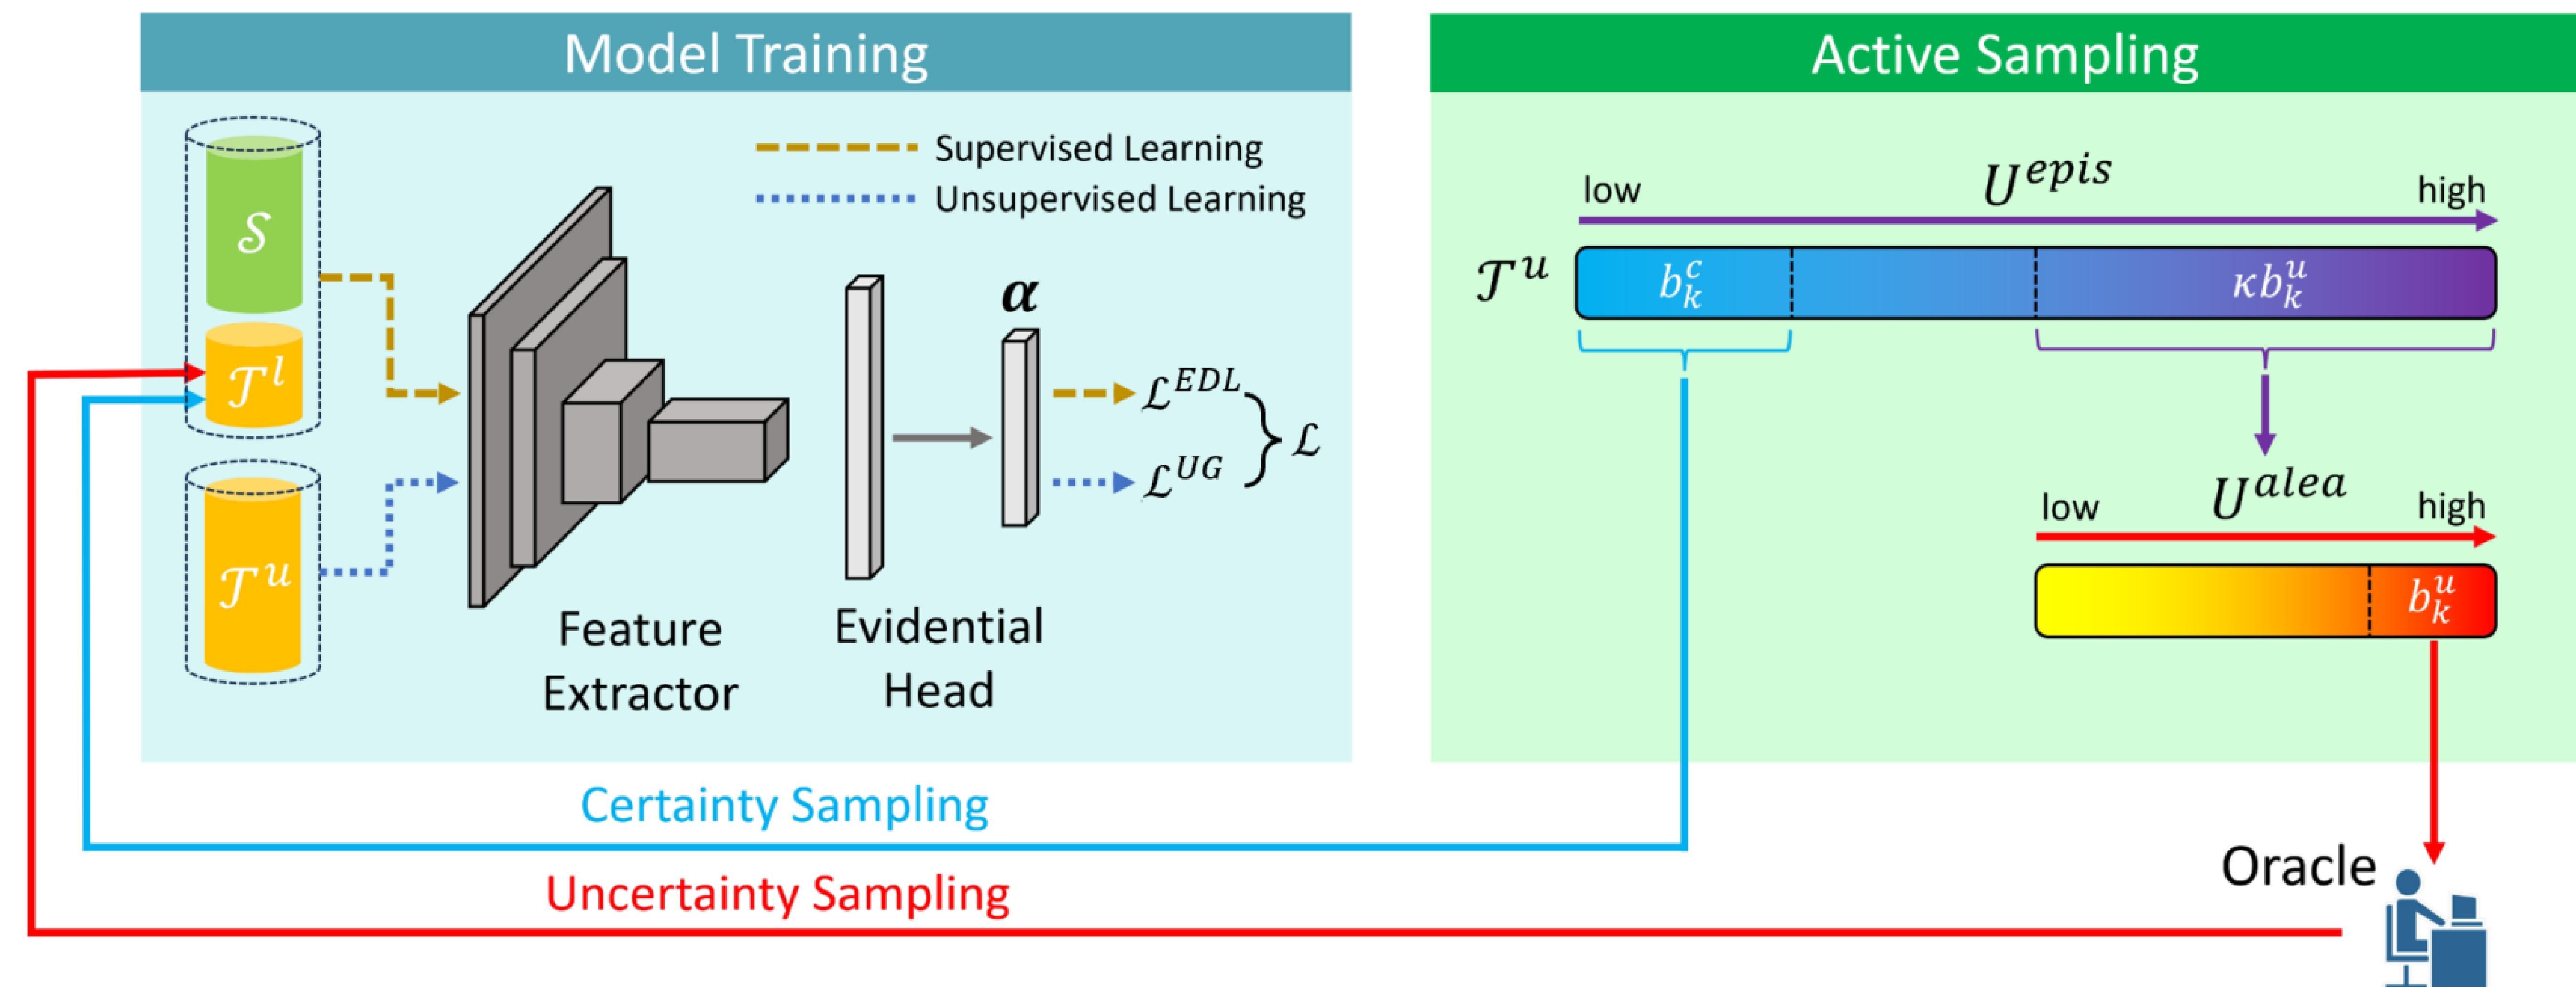 Model Training
Supervised Learning
Unsupervised Learning
𝒮
𝒯^l
𝒯^u
α
ℒ^{EDL}
ℒ^{UG}
ℒ
Feature
Extractor
Evidential
Head
Active Sampling
low U^{epis} high
𝒯^u
b_k^c
κb_k^u
low U^{alea} high
b_k^u
Certainty Sampling
Uncertainty Sampling
Oracle